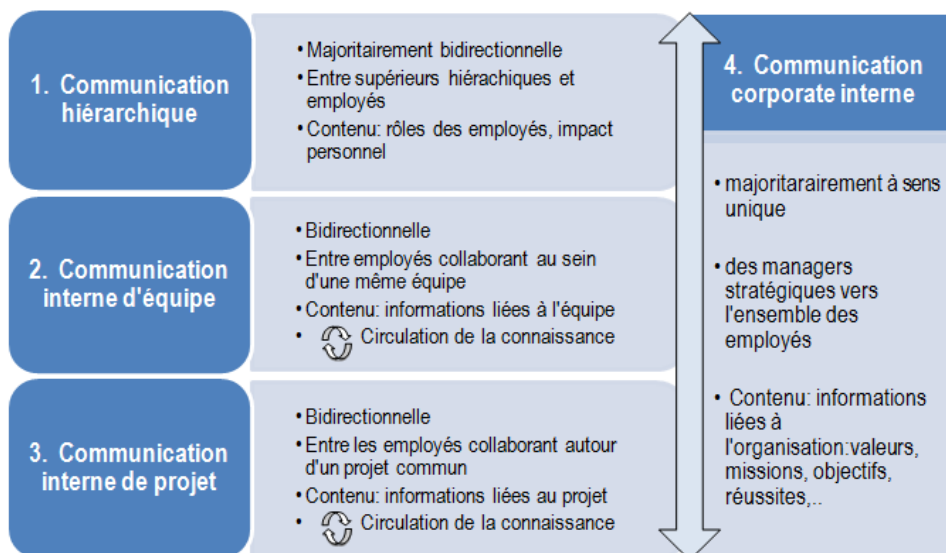 1. Communication
hiérarchique
• Majoritairement bidirectionnelle
• Entre supérieurs hiérachiques et
employés
• Contenu: rôles des employés, impact
personnel
2. Communication
interne d'équipe
• Bidirectionnelle
• Entre employés collaborant au sein
d'une même équipe
• Contenu: informations liées à l'équipe
• Circulation de la connaissance
3. Communication
interne de projet
• Bidirectionnelle
• Entre les employés collaborant autour
d'un projet commun
• Contenu: informations liées au projet
• Circulation de la connaissance
4. Communication
corporate interne
• majoritarairement à sens
unique
• des managers
stratégiques vers
l'ensemble des
employés
• Contenu: informations
liées à
l'organisation:valeurs,
missions, objectifs,
réussites,..